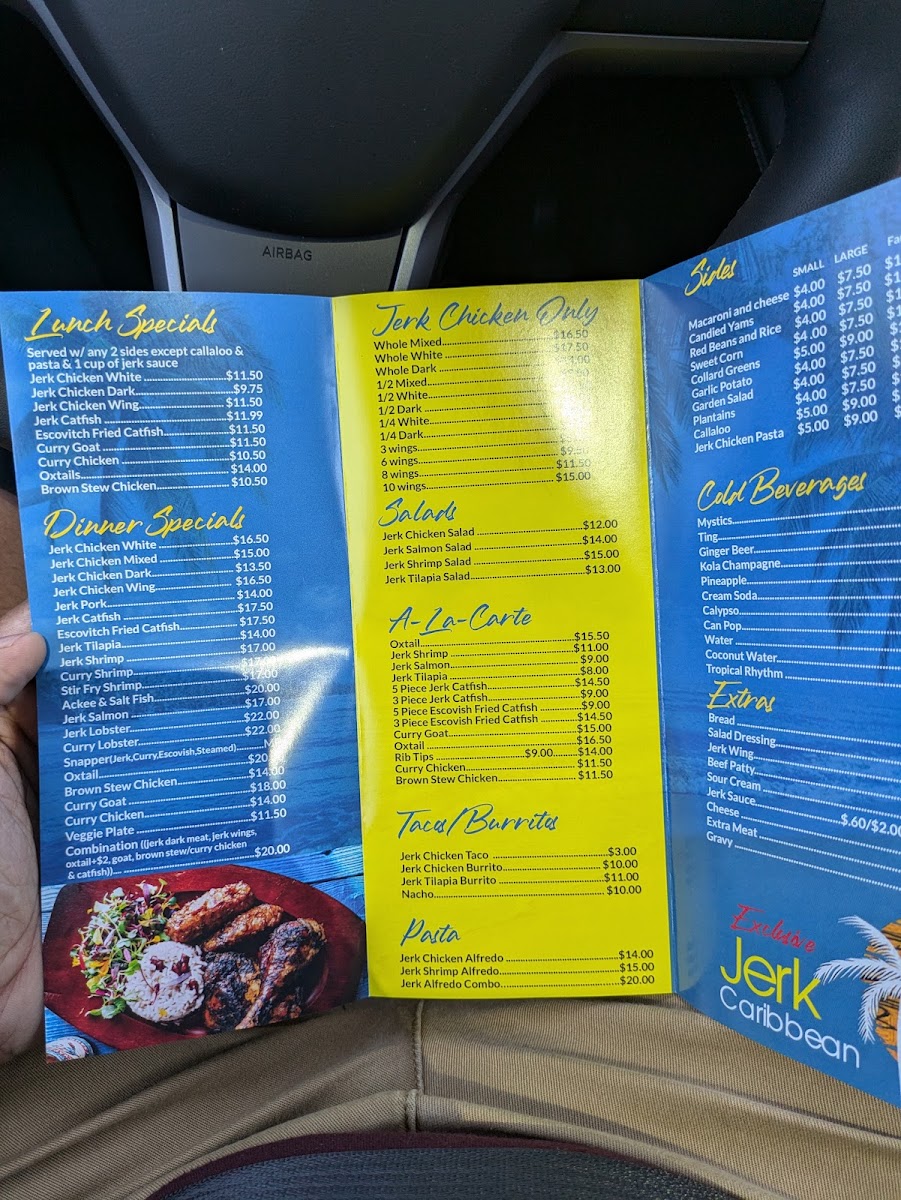 AIRBAG
Lunch Specials
Served w/ any 2 sides except callaloo &
pasta & 1 cup of jerk sauce
Jerk Chicken White $11.50
Jerk Chicken Dark $9.75
Jerk Chicken Wing $11.50
Jerk Catfish $11.99
Escovitch Fried Catfish $11.50
Curry Goat $11.50
Curry Chicken $10.50
Oxtails $14.00
Brown Stew Chicken $10.50
Dinner Specials
Jerk Chicken White $16.50
Jerk Chicken Mixed $15.00
Jerk Chicken Dark $13.50
Jerk Chicken Wing $16.50
Jerk Pork $14.00
Jerk Catfish $17.50
Escovitch Fried Catfish $17.50
Jerk Tilapia $14.00
Jerk Shrimp $17.00
Curry Shrimp
Stir Fry Shrimp $17.00
Ackee & Salt Fish $20.00
Jerk Salmon $17.00
Jerk Lobster $22.00
Curry Lobster $22.00
Snapper(Jerk,Curry,Escovish,Steamed)
Oxtail
Brown Stew Chicken $14.00
Curry Goat $18.00
Curry Chicken $14.00
Veggie Plate $11.50
Combination ((jerk dark meat, jerk wings,
oxtail+$2, goat, brown stew/curry chicken
& catfish)) $20.00
Jerk Chicken Only
Whole Mixed $16.50
Whole White $17.50
Whole Dark
1/2 Mixed
1/2 White
1/2 Dark
1/4 White
1/4 Dark
3 wings
6 wings
8 wings $11.50
10 wings $15.00
Salads
Jerk Chicken Salad $12.00
Jerk Salmon Salad $14.00
Jerk Shrimp Salad $15.00
Jerk Tilapia Salad $13.00
A-La-Carte
Oxtail $15.50
Jerk Shrimp $11.00
Jerk Salmon $9.00
Jerk Tilapia $8.00
5 Piece Jerk Catfish $14.50
3 Piece Jerk Catfish $9.00
5 Piece Escovish Fried Catfish $9.00
3 Piece Escovish Fried Catfish $14.50
Curry Goat $15.00
Oxtail $16.50
Rib Tips $9.00 $14.00
Curry Chicken $11.50
Brown Stew Chicken $11.50
Tacos/Burritos
Jerk Chicken Taco $3.00
Jerk Chicken Burrito $10.00
Jerk Tilapia Burrito $11.00
Nacho $10.00
Pasta
Jerk Chicken Alfredo $14.00
Jerk Shrimp Alfredo $15.00
Jerk Alfredo Combo $20.00
Sides
SMALL LARGE
Macaroni and cheese $4.00 $7.50
Candied Yams $4.00 $7.50
Red Beans and Rice $4.00 $7.50
Sweet Corn $4.00 $7.50
Collard Greens $5.00 $9.00
Garlic Potato $4.00 $7.50
Garden Salad $4.00 $7.50
Plantains $4.00 $7.50
Callaloo $5.00 $9.00
Jerk Chicken Pasta $5.00 $9.00
Cold Beverages
Mystics
Ting
Ginger Beer
Kola Champagne
Pineapple
Cream Soda
Calypso
Can Pop
Water
Coconut Water
Tropical Rhythm
Extras
Bread
Salad Dressing
Jerk Wing
Beef Patty
Sour Cream
Jerk Sauce $.60/$2.00
Cheese
Extra Meat
Gravy
Exclusive
Jerk
Caribbean